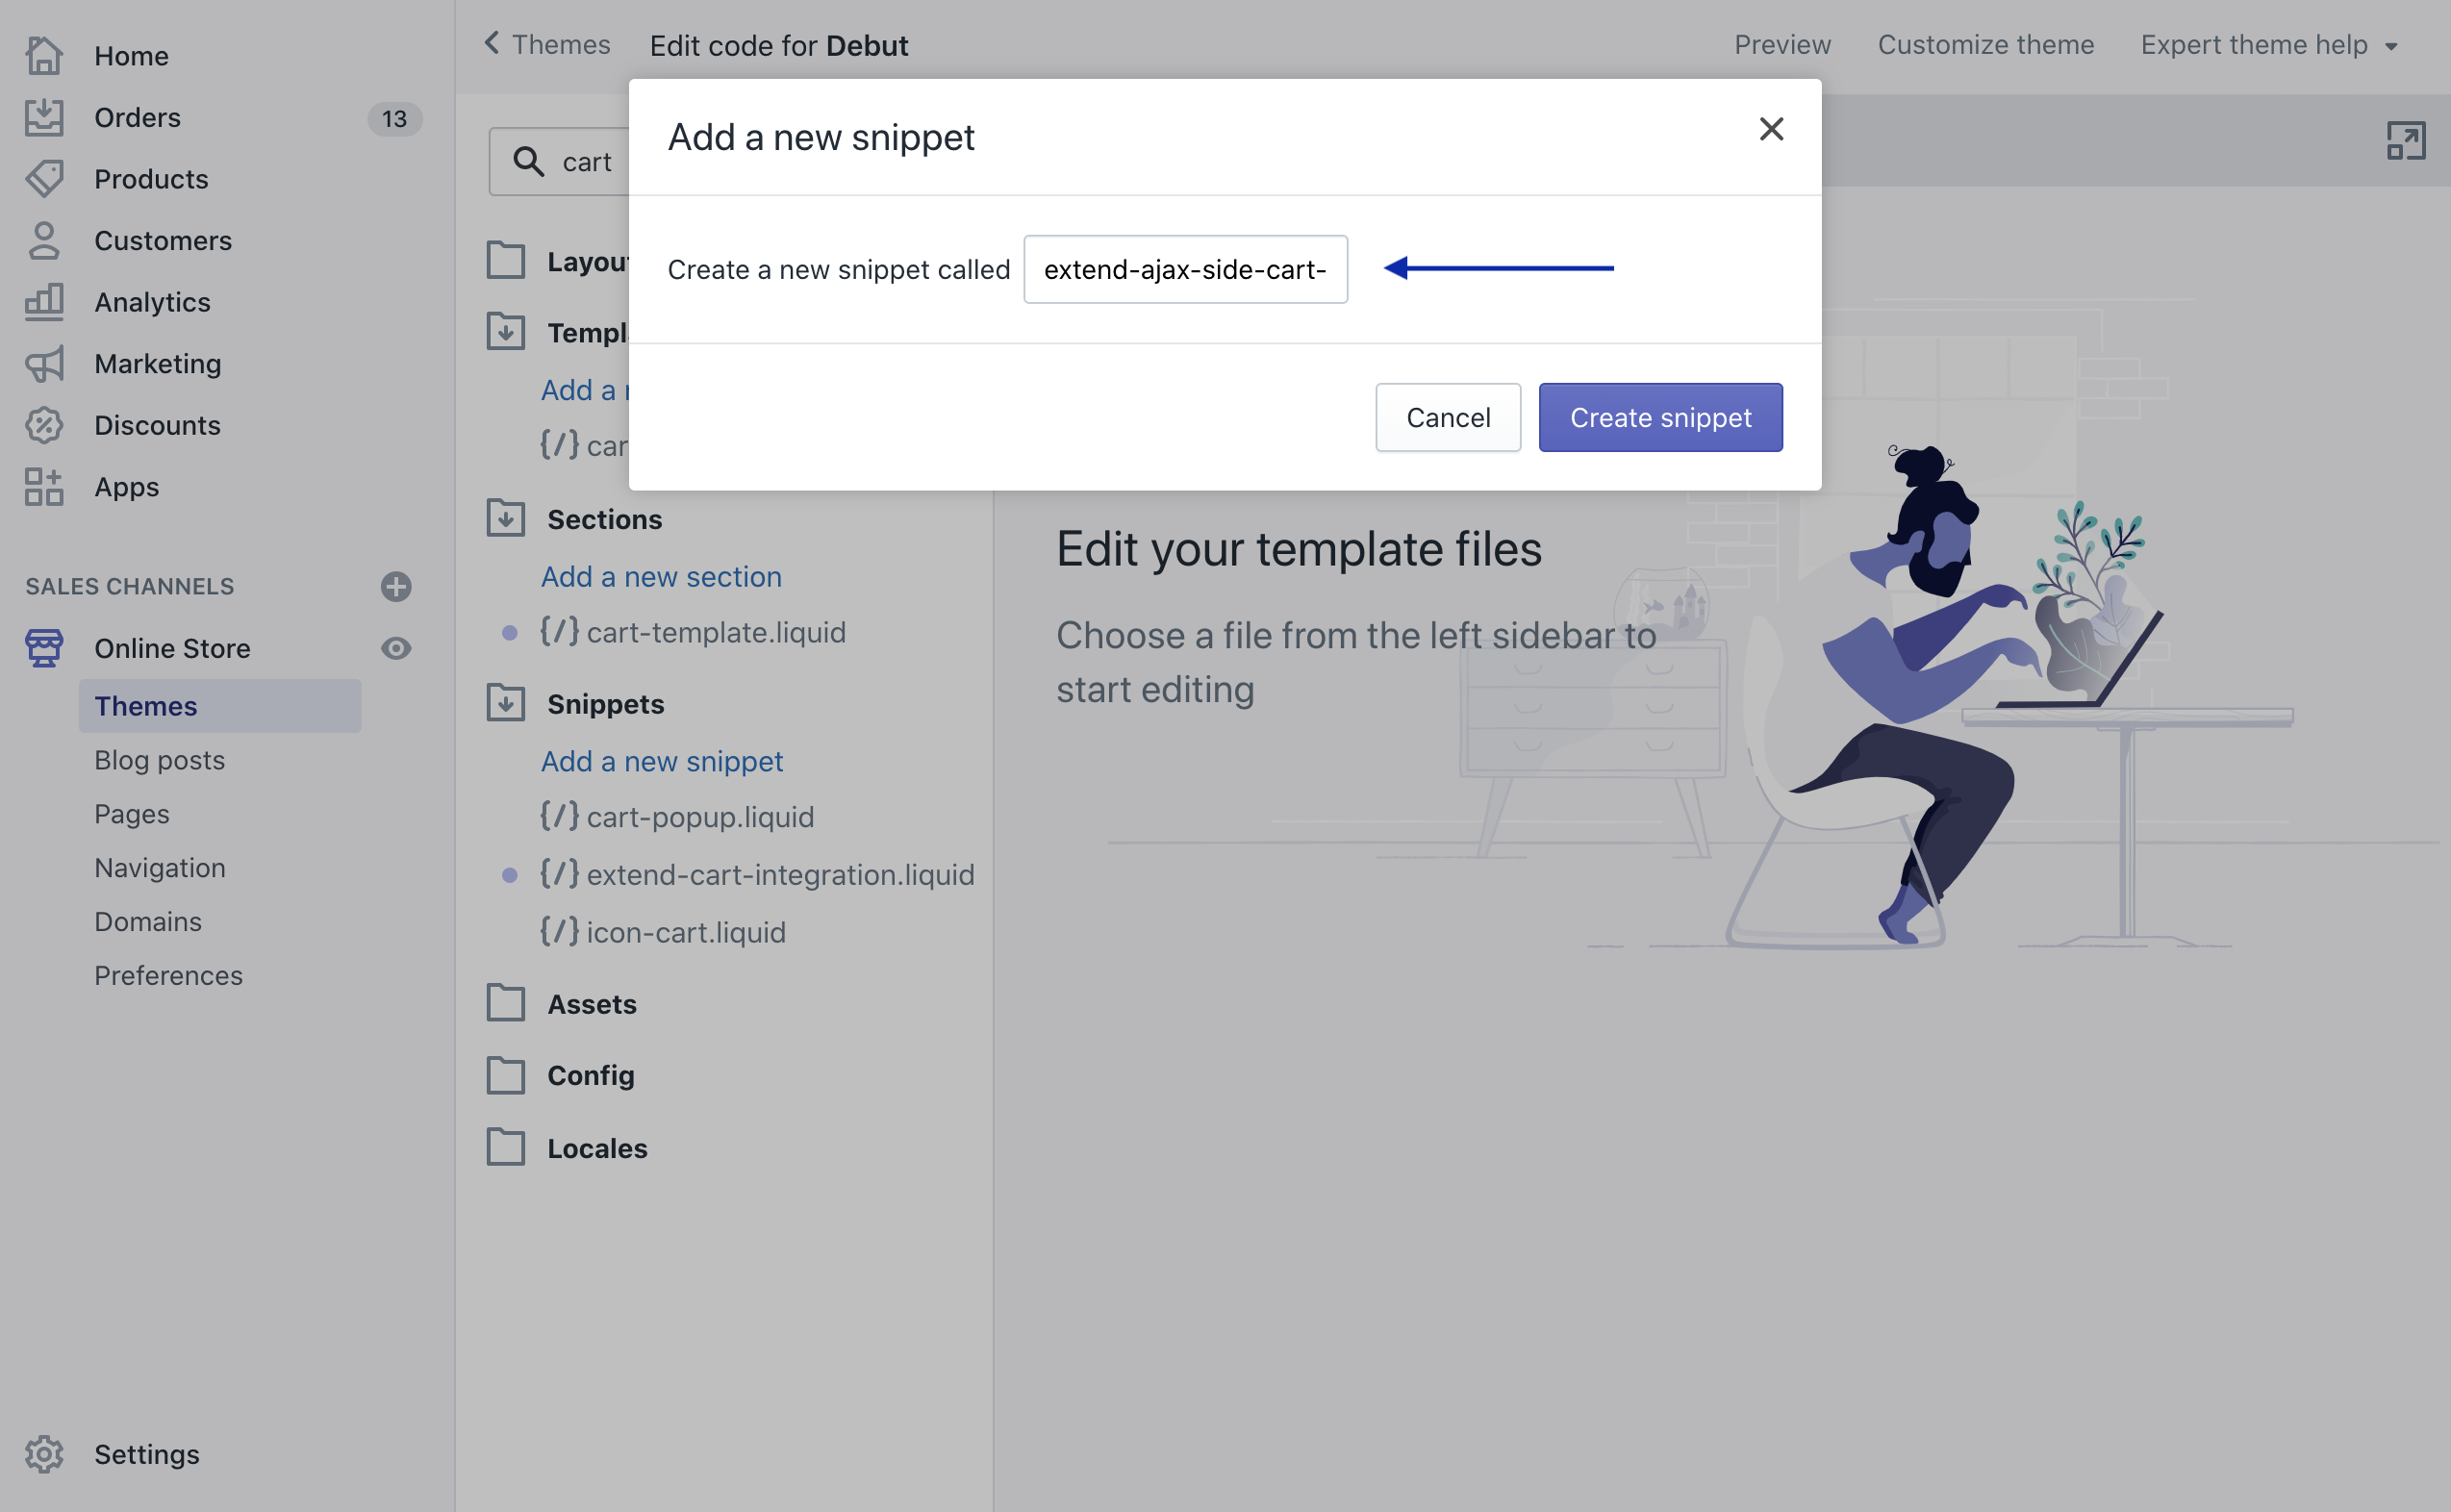 Home
Orders
13
Products
Customers
Analytics
Marketing
Discounts
Apps
SALES CHANNELS
Online Store
Themes
Blog posts
Pages
Navigation
Domains
Preferences
Settings
Themes
Edit code for Debut
Preview
Customize theme
Expert theme help
cart
Add a new snippet
Create a new snippet called
extend-ajax-side-cart-
Cancel
Create snippet
Layou
Templ
Add a
{/} car
Sections
Add a new section
{/} cart-template.liquid
Snippets
Add a new snippet
{/} cart-popup.liquid
{/} extend-cart-integration.liquid
{/} icon-cart.liquid
Assets
Config
Locales
Edit your template files
Choose a file from the left sidebar to
start editing